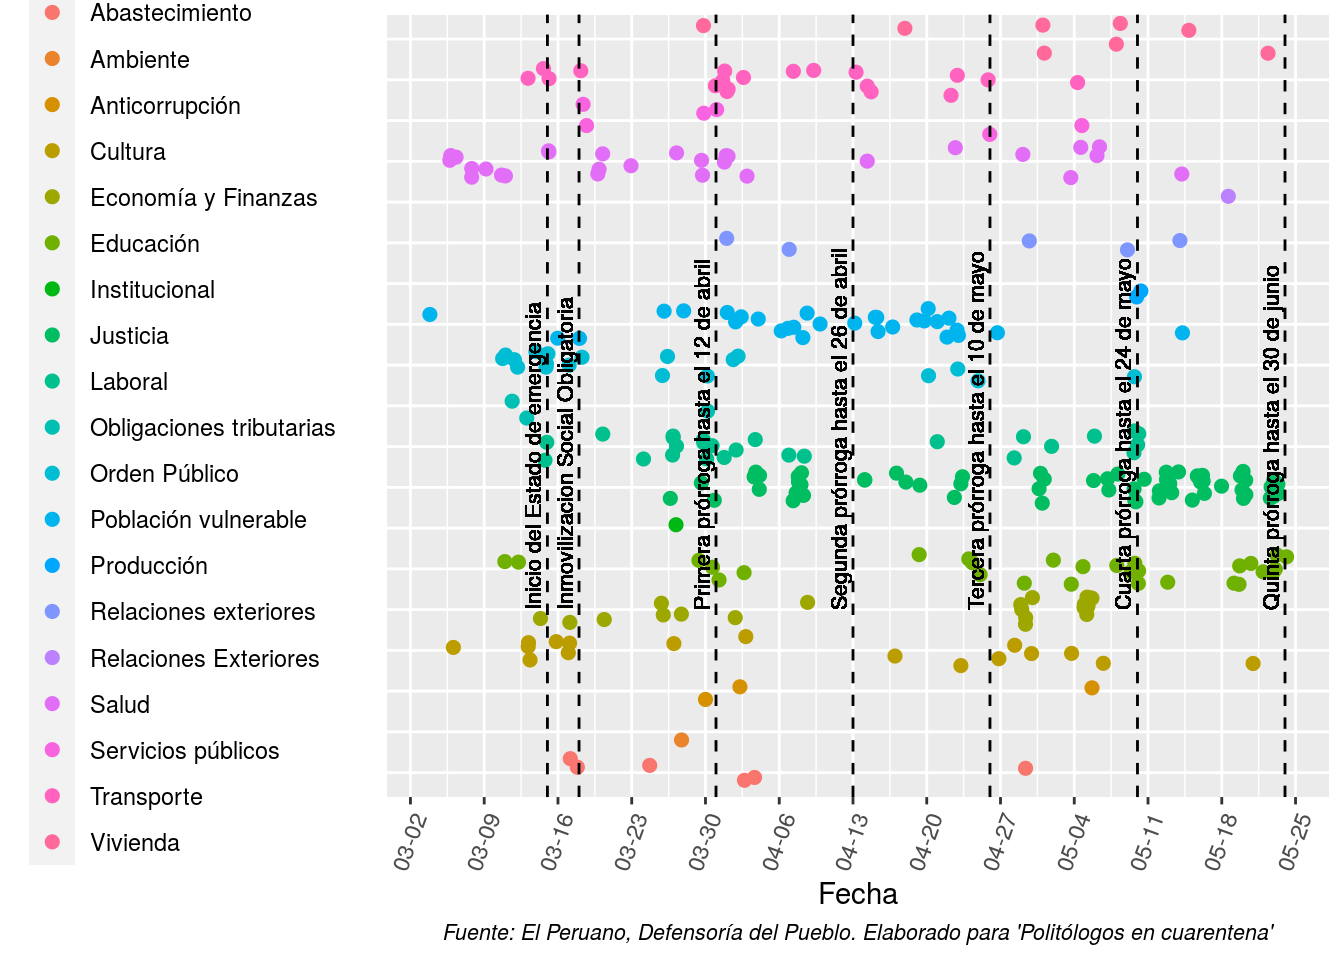 Abastecimiento
Ambiente
Anticorrupción
Cultura
Economía y Finanzas
Educación
Institucional
Justicia
Laboral
Obligaciones tributarias
Orden Público
Población vulnerable
Producción
Relaciones exteriores
Relaciones Exteriores
Salud
Servicios públicos
Transporte
Vivienda
Inicio del Estado de emergencia
Inmovilizacion Social Obligatoria
Primera prórroga hasta el 12 de abril
Segunda prórroga hasta el 26 de abril
Tercera prórroga hasta el 10 de mayo
Cuarta prórroga hasta el 24 de mayo
Quinta prórroga hasta el 30 de junio
03-02
03-09
03-16
03-23
03-30
04-06
04-13
04-20
04-27
05-04
05-11
05-18
05-25
Fecha
Fuente: El Peruano, Defensoría del Pueblo. Elaborado para 'Politólogos en cuarentena'